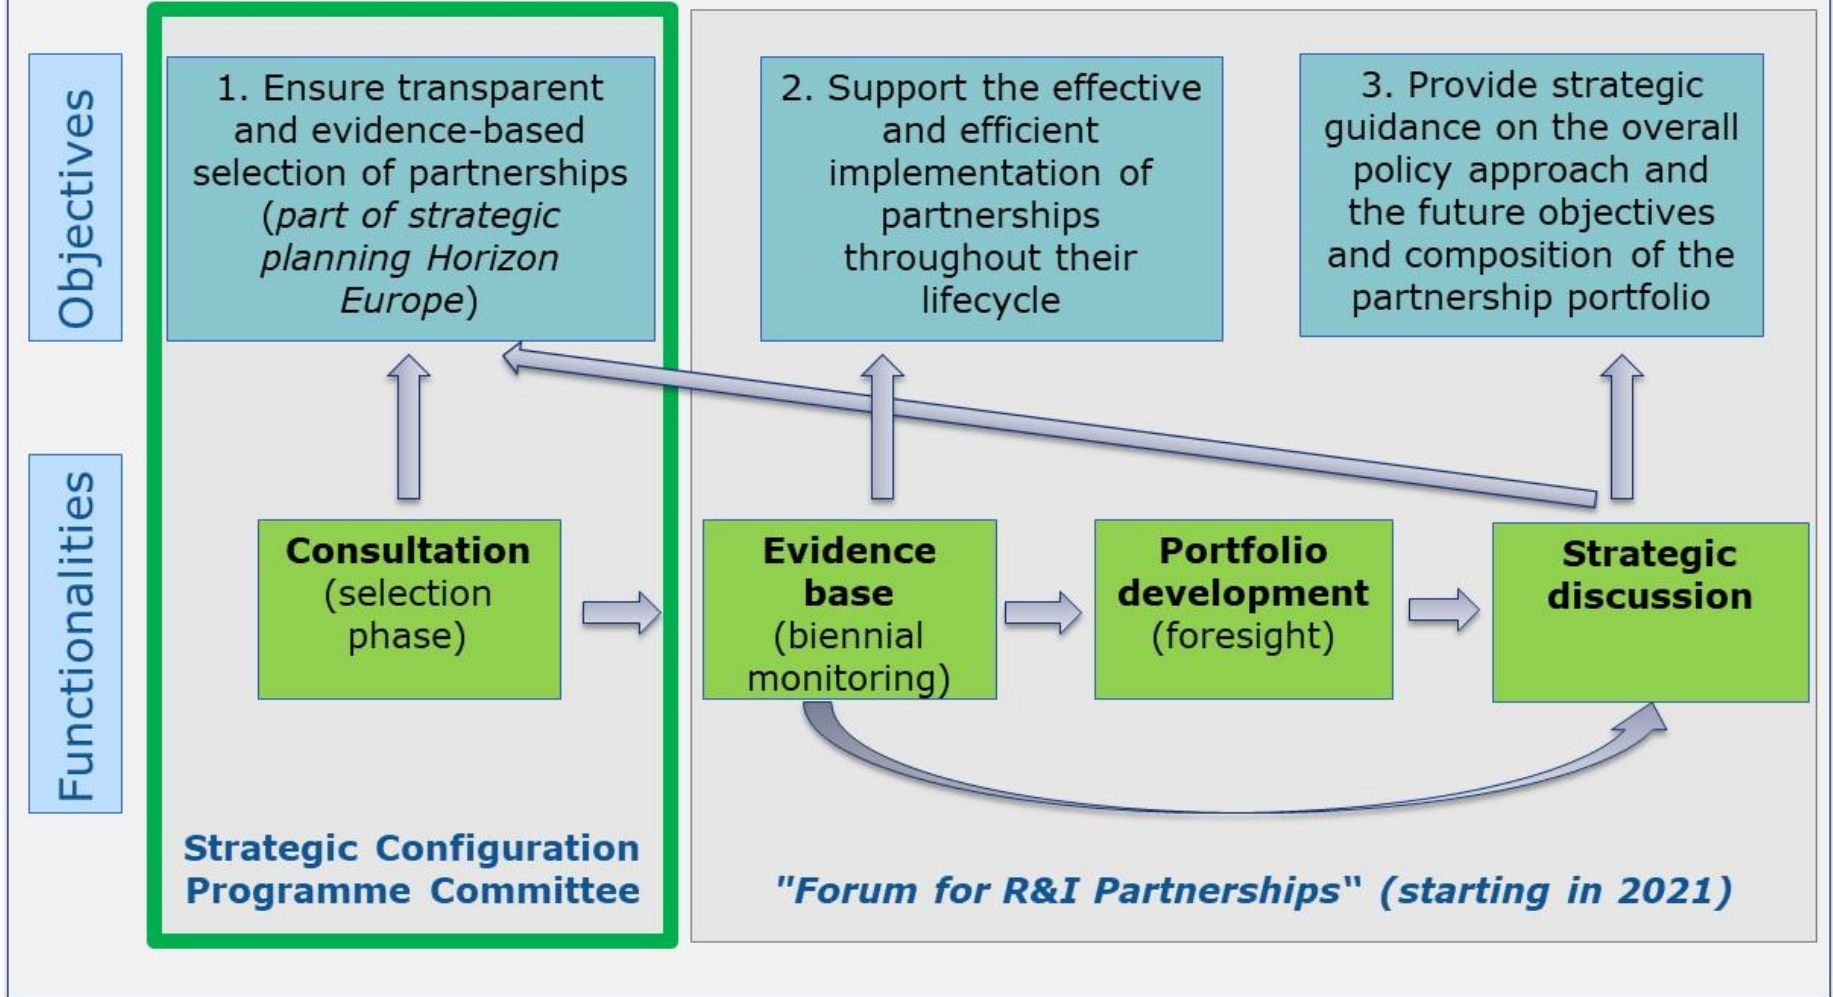 Objectives
1. Ensure transparent
and evidence-based
selection of partnerships
(part of strategic
planning Horizon
Europe)
2. Support the effective
and efficient
implementation of
partnerships
throughout their
lifecycle
3. Provide strategic
guidance on the overall
policy approach and
the future objectives
and composition of the
partnership portfolio
Functionalities
Consultation
(selection
phase)
Evidence
base
(biennial
monitoring)
Portfolio
development
(foresight)
Strategic
discussion
Strategic Configuration
Programme Committee
"Forum for R&I Partnerships“ (starting in 2021)